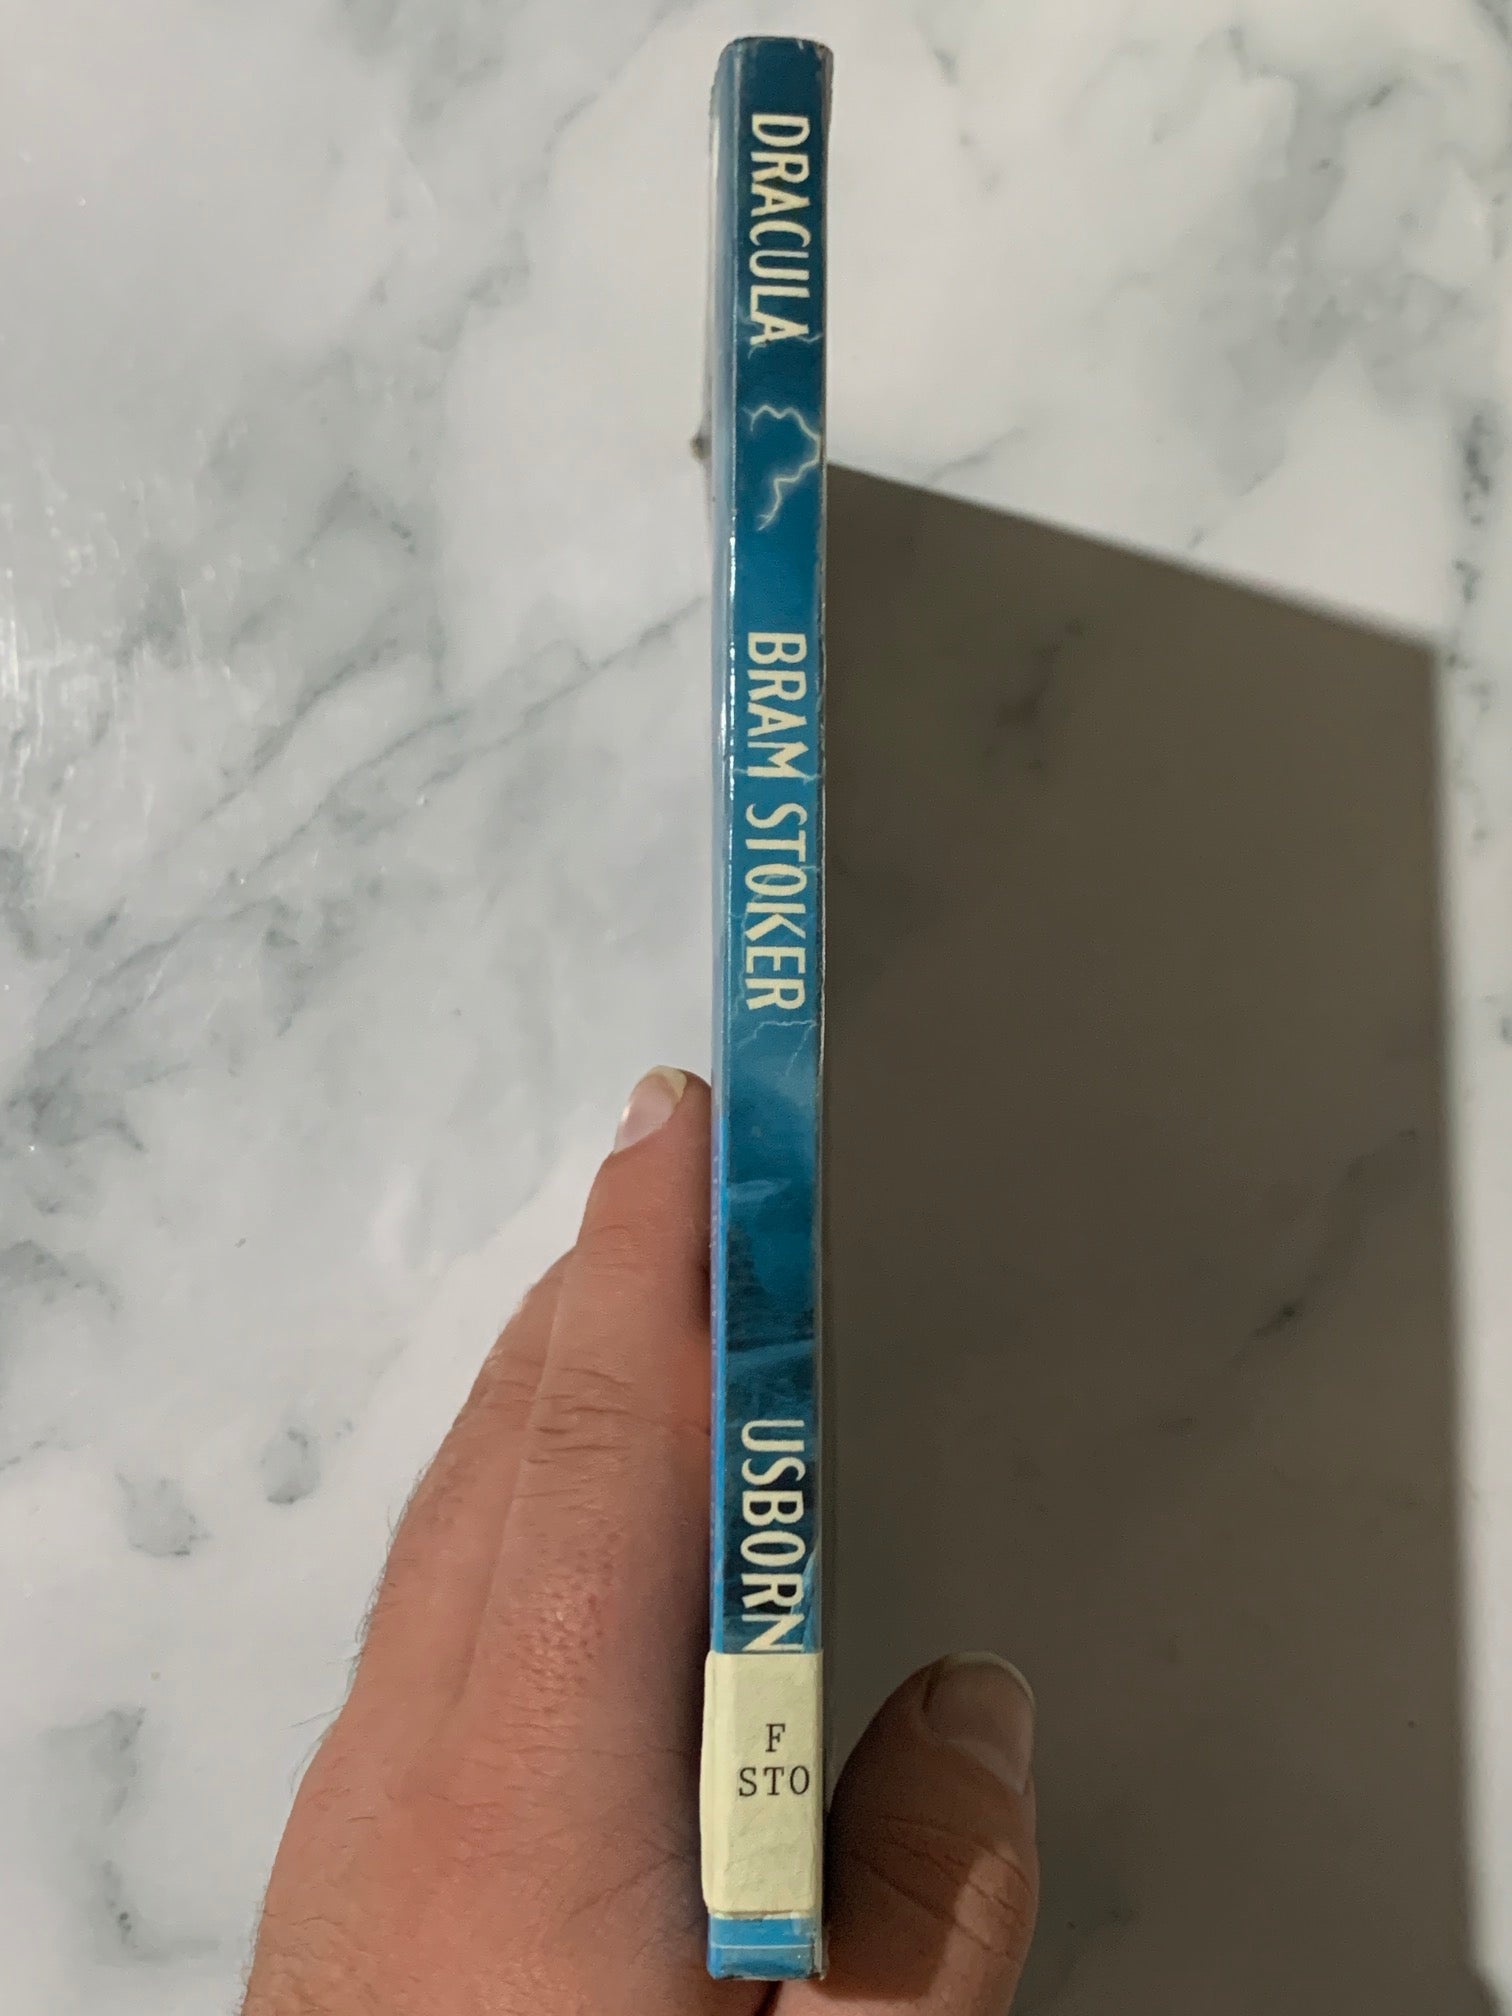 DRACULA
BRAM STOKER
USBORN
F
STO